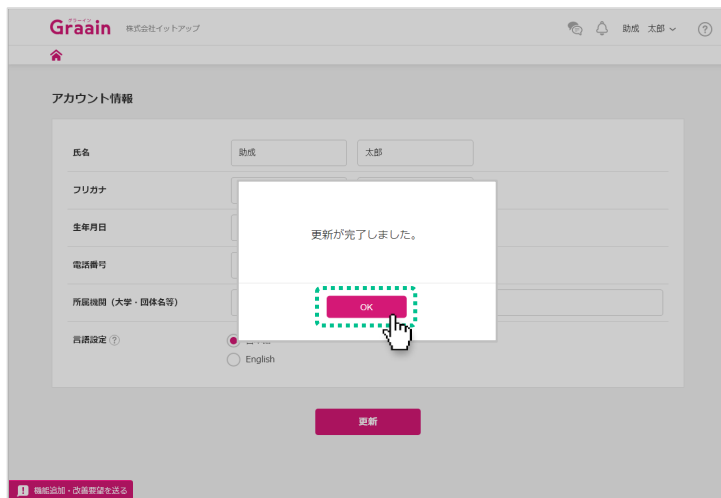 グラーイン
Graain 株式会社イットアップ 助成 太郎 ?
アカウント情報
氏名 助成 太郎
フリガナ
生年月日
更新が完了しました。
電話番号
所属機関（大学・団体名等） OK
言語設定 ?
English
更新
! 機能追加・改善要望を送る